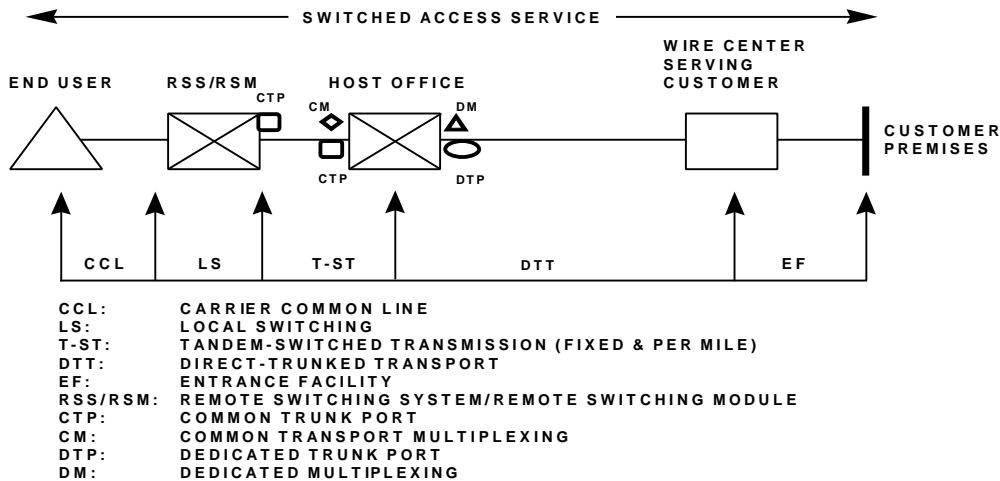 SWITCHED ACCESS SERVICE
WIRE CENTER
SERVING
CUSTOMER
END USER
RSS/RSM
HOST OFFICE
CTP
CM
DM
CUSTOMER
PREMISES
CTP
DTP
CCL
LS
T-ST
DTT
EF
CCL: CARRIER COMMON LINE
LS: LOCAL SWITCHING
T-ST: TANDEM-SWITCHED TRANSMISSION (FIXED & PER MILE)
DTT: DIRECT-TRUNKED TRANSPORT
EF: ENTRANCE FACILITY
RSS/RSM: REMOTE SWITCHING SYSTEM/REMOTE SWITCHING MODULE
CTP: COMMON TRUNK PORT
CM: COMMON TRANSPORT MULTIPLEXING
DTP: DEDICATED TRUNK PORT
DM: DEDICATED MULTIPLEXING